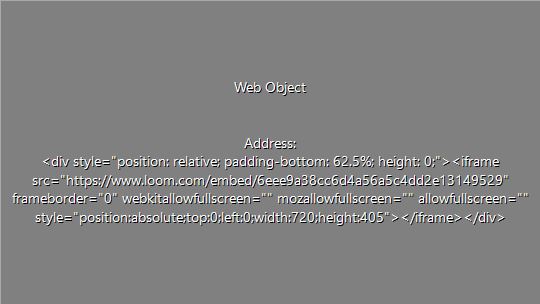 Web Object
Address:
<div style="position: relative; padding-bottom: 62.5%; height: 0;"><iframe
src="https://www.loom.com/embed/6eee9a38cc6d4a56a5c4dd2e13149529"
frameborder="0" webkitallowfullscreen="" mozallowfullscreen="" allowfullscreen=""
style="position:absolute;top:0;left:0;width:720;height:405"></iframe></div>